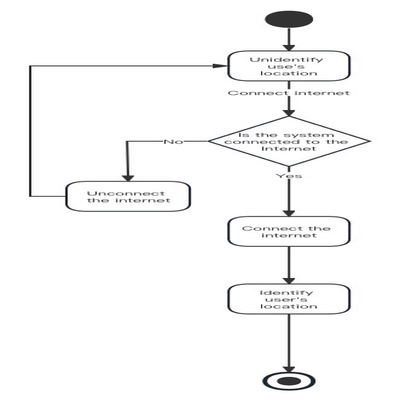 Unidentify
use's
location
Connect internet
Is the system
connected to the
Internet
No
Yes
Unconnect
the internet
Connect the
internet
Identify
user's
location